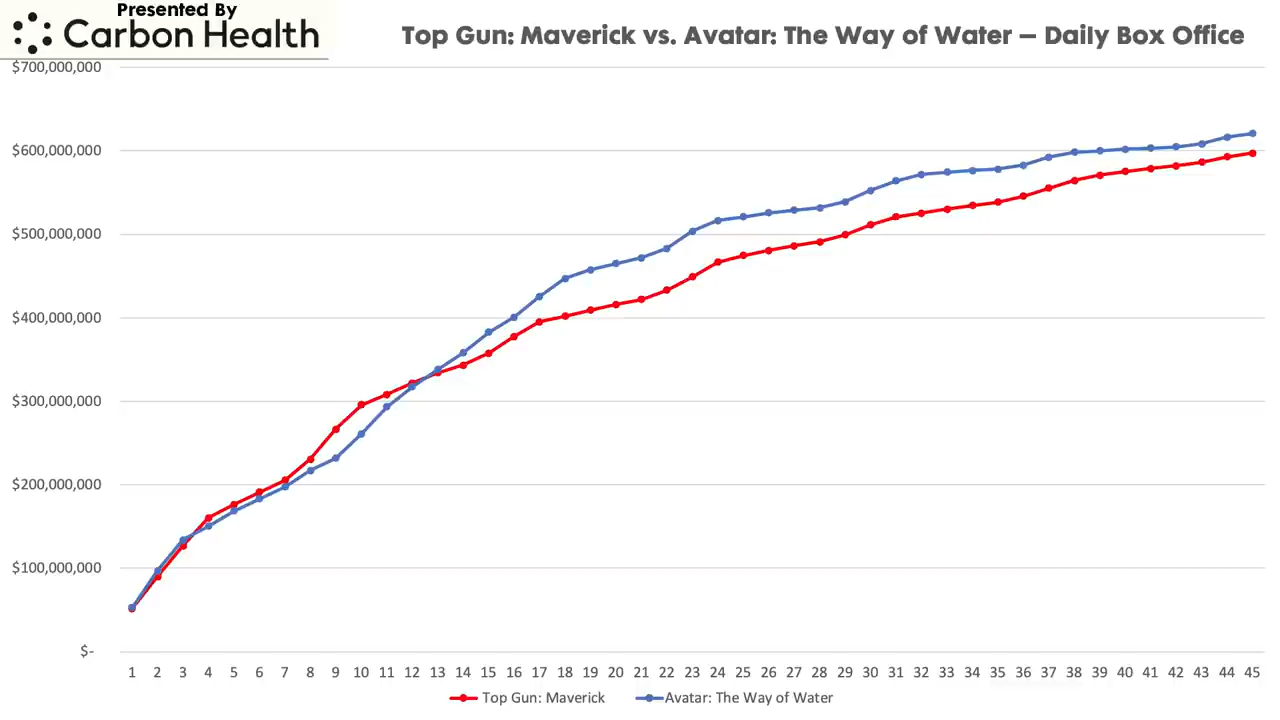 Presented By
Carbon Health
Top Gun: Maverick vs. Avatar: The Way of Water – Daily Box Office
$700,000,000
$600,000,000
$500,000,000
$400,000,000
$300,000,000
$200,000,000
$100,000,000
$-
1 2 3 4 5 6 7 8 9 10 11 12 13 14 15 16 17 18 19 20 21 22 23 24 25 26 27 28 29 30 31 32 33 34 35 36 37 38 39 40 41 42 43 44 45
Top Gun: Maverick Avatar: The Way of Water